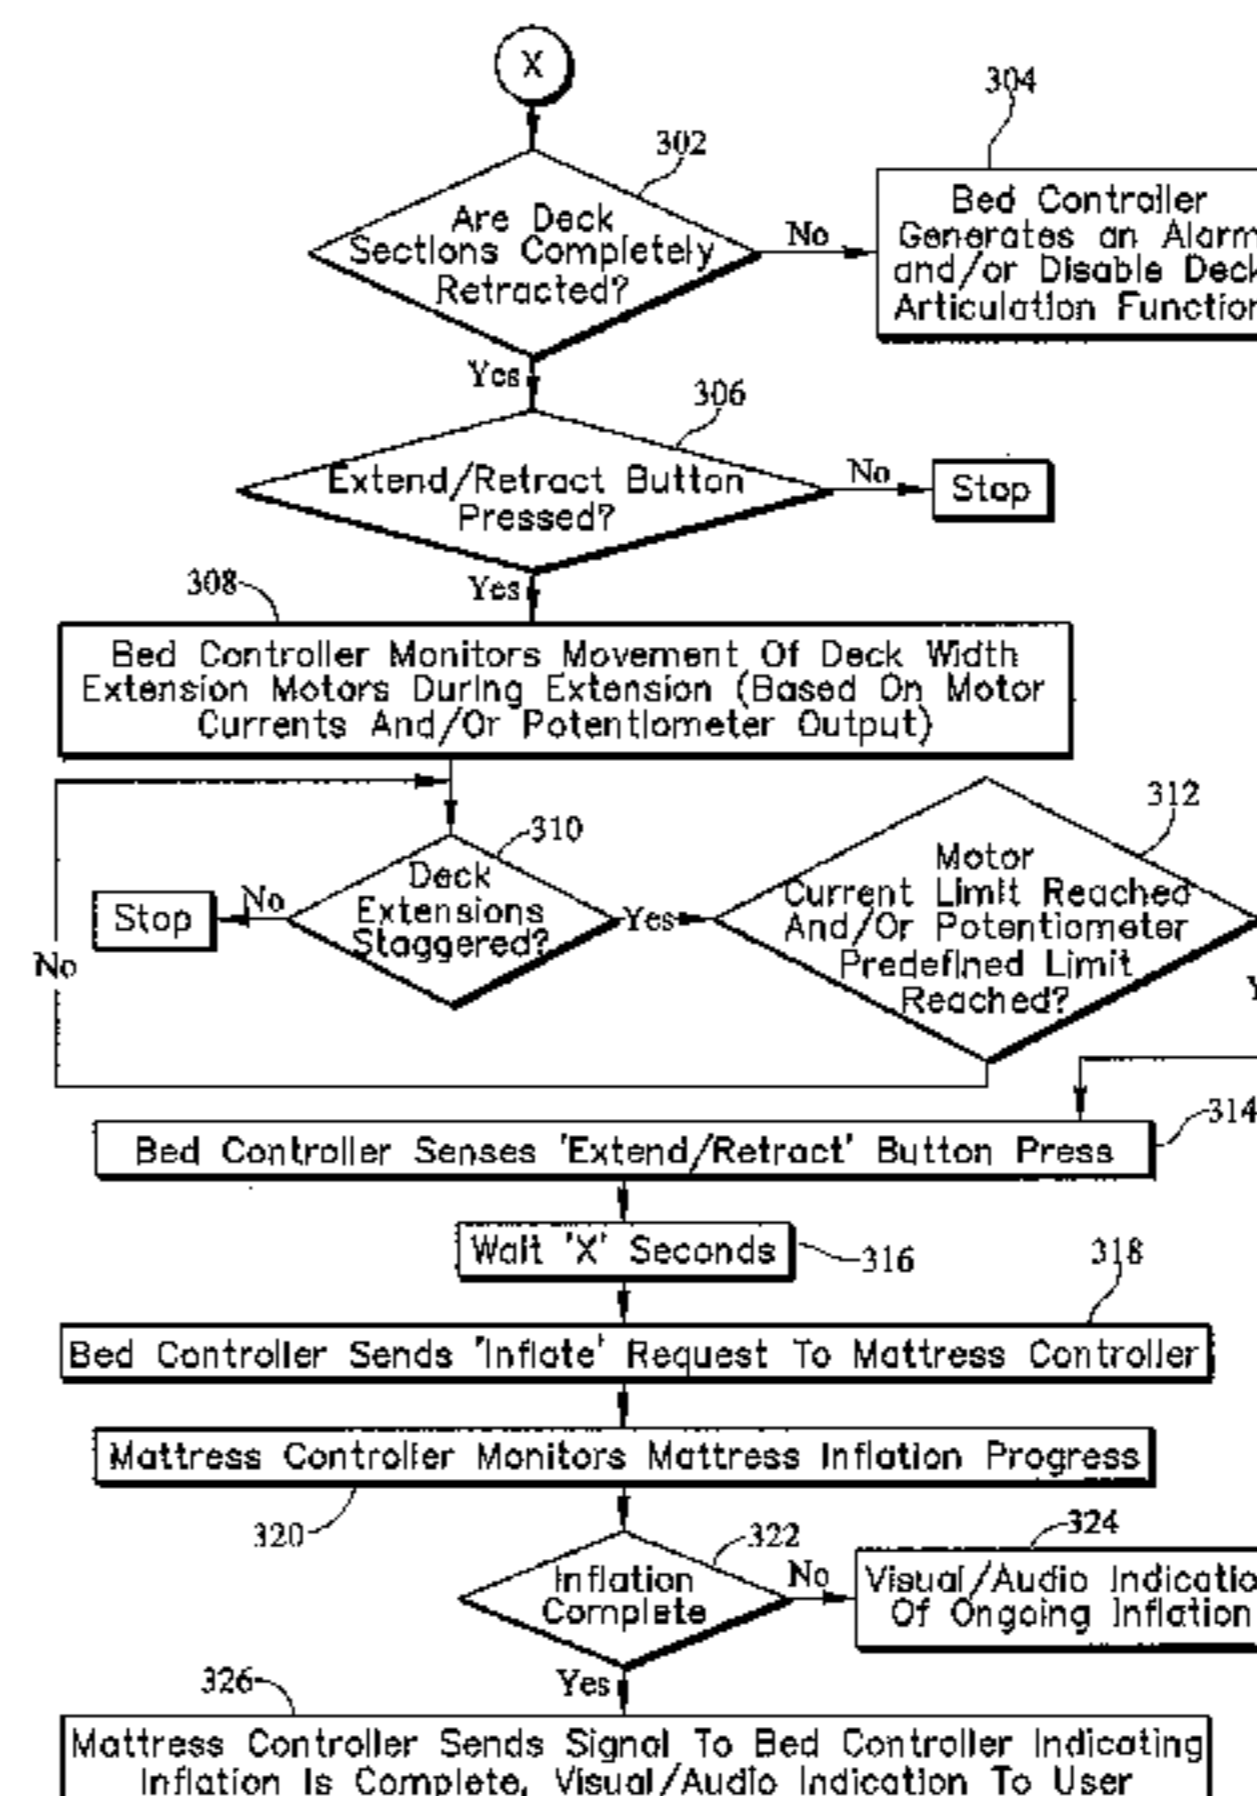 X
302
304
Are Deck
Sections Completely
Retracted?
No
Bed Controller
Generates an Alarm
and/or Disable Deck
Articulation Function
Yes
306
Extend/Retract Button
Pressed?
No
Stop
Yes
308
Bed Controller Monitors Movement Of Deck Width
Extension Motors During Extension (Based On Motor
Currents And/Or Potentiometer Output)
310
312
Deck
Extensions
Staggered?
No
Stop
No
Yes
Motor
Current Limit Reached
And/Or Potentiometer
Predefined Limit
Reached?
Y
314
Bed Controller Senses 'Extend/Retract' Button Press
Wait 'X' Seconds
316
318
Bed Controller Sends 'Inflate' Request To Mattress Controller
Mattress Controller Monitors Mattress Inflation Progress
320
322
324
Inflation
Complete
No
Visual/Audio Indicatio
Of Ongoing Inflation
Yes
326
Mattress Controller Sends Signal To Bed Controller Indicating
Inflation Is Complete, Visual/Audio Indication To User